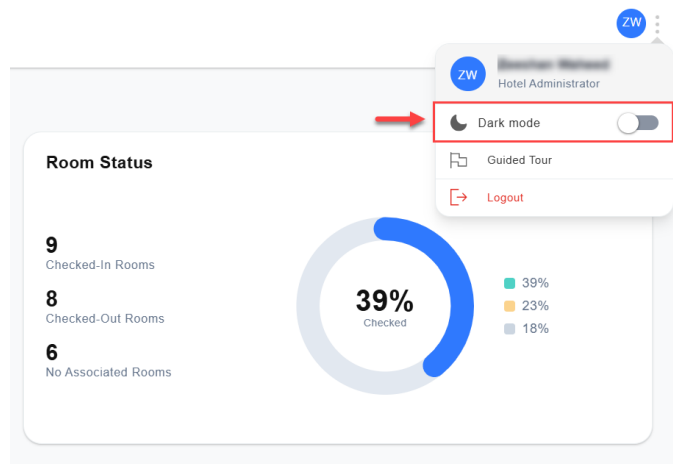 ZW
ZW
Hotel Administrator
Dark mode
Guided Tour
Logout
Room Status
9
Checked-In Rooms
8
Checked-Out Rooms
6
No Associated Rooms
39%
Checked
39%
23%
18%